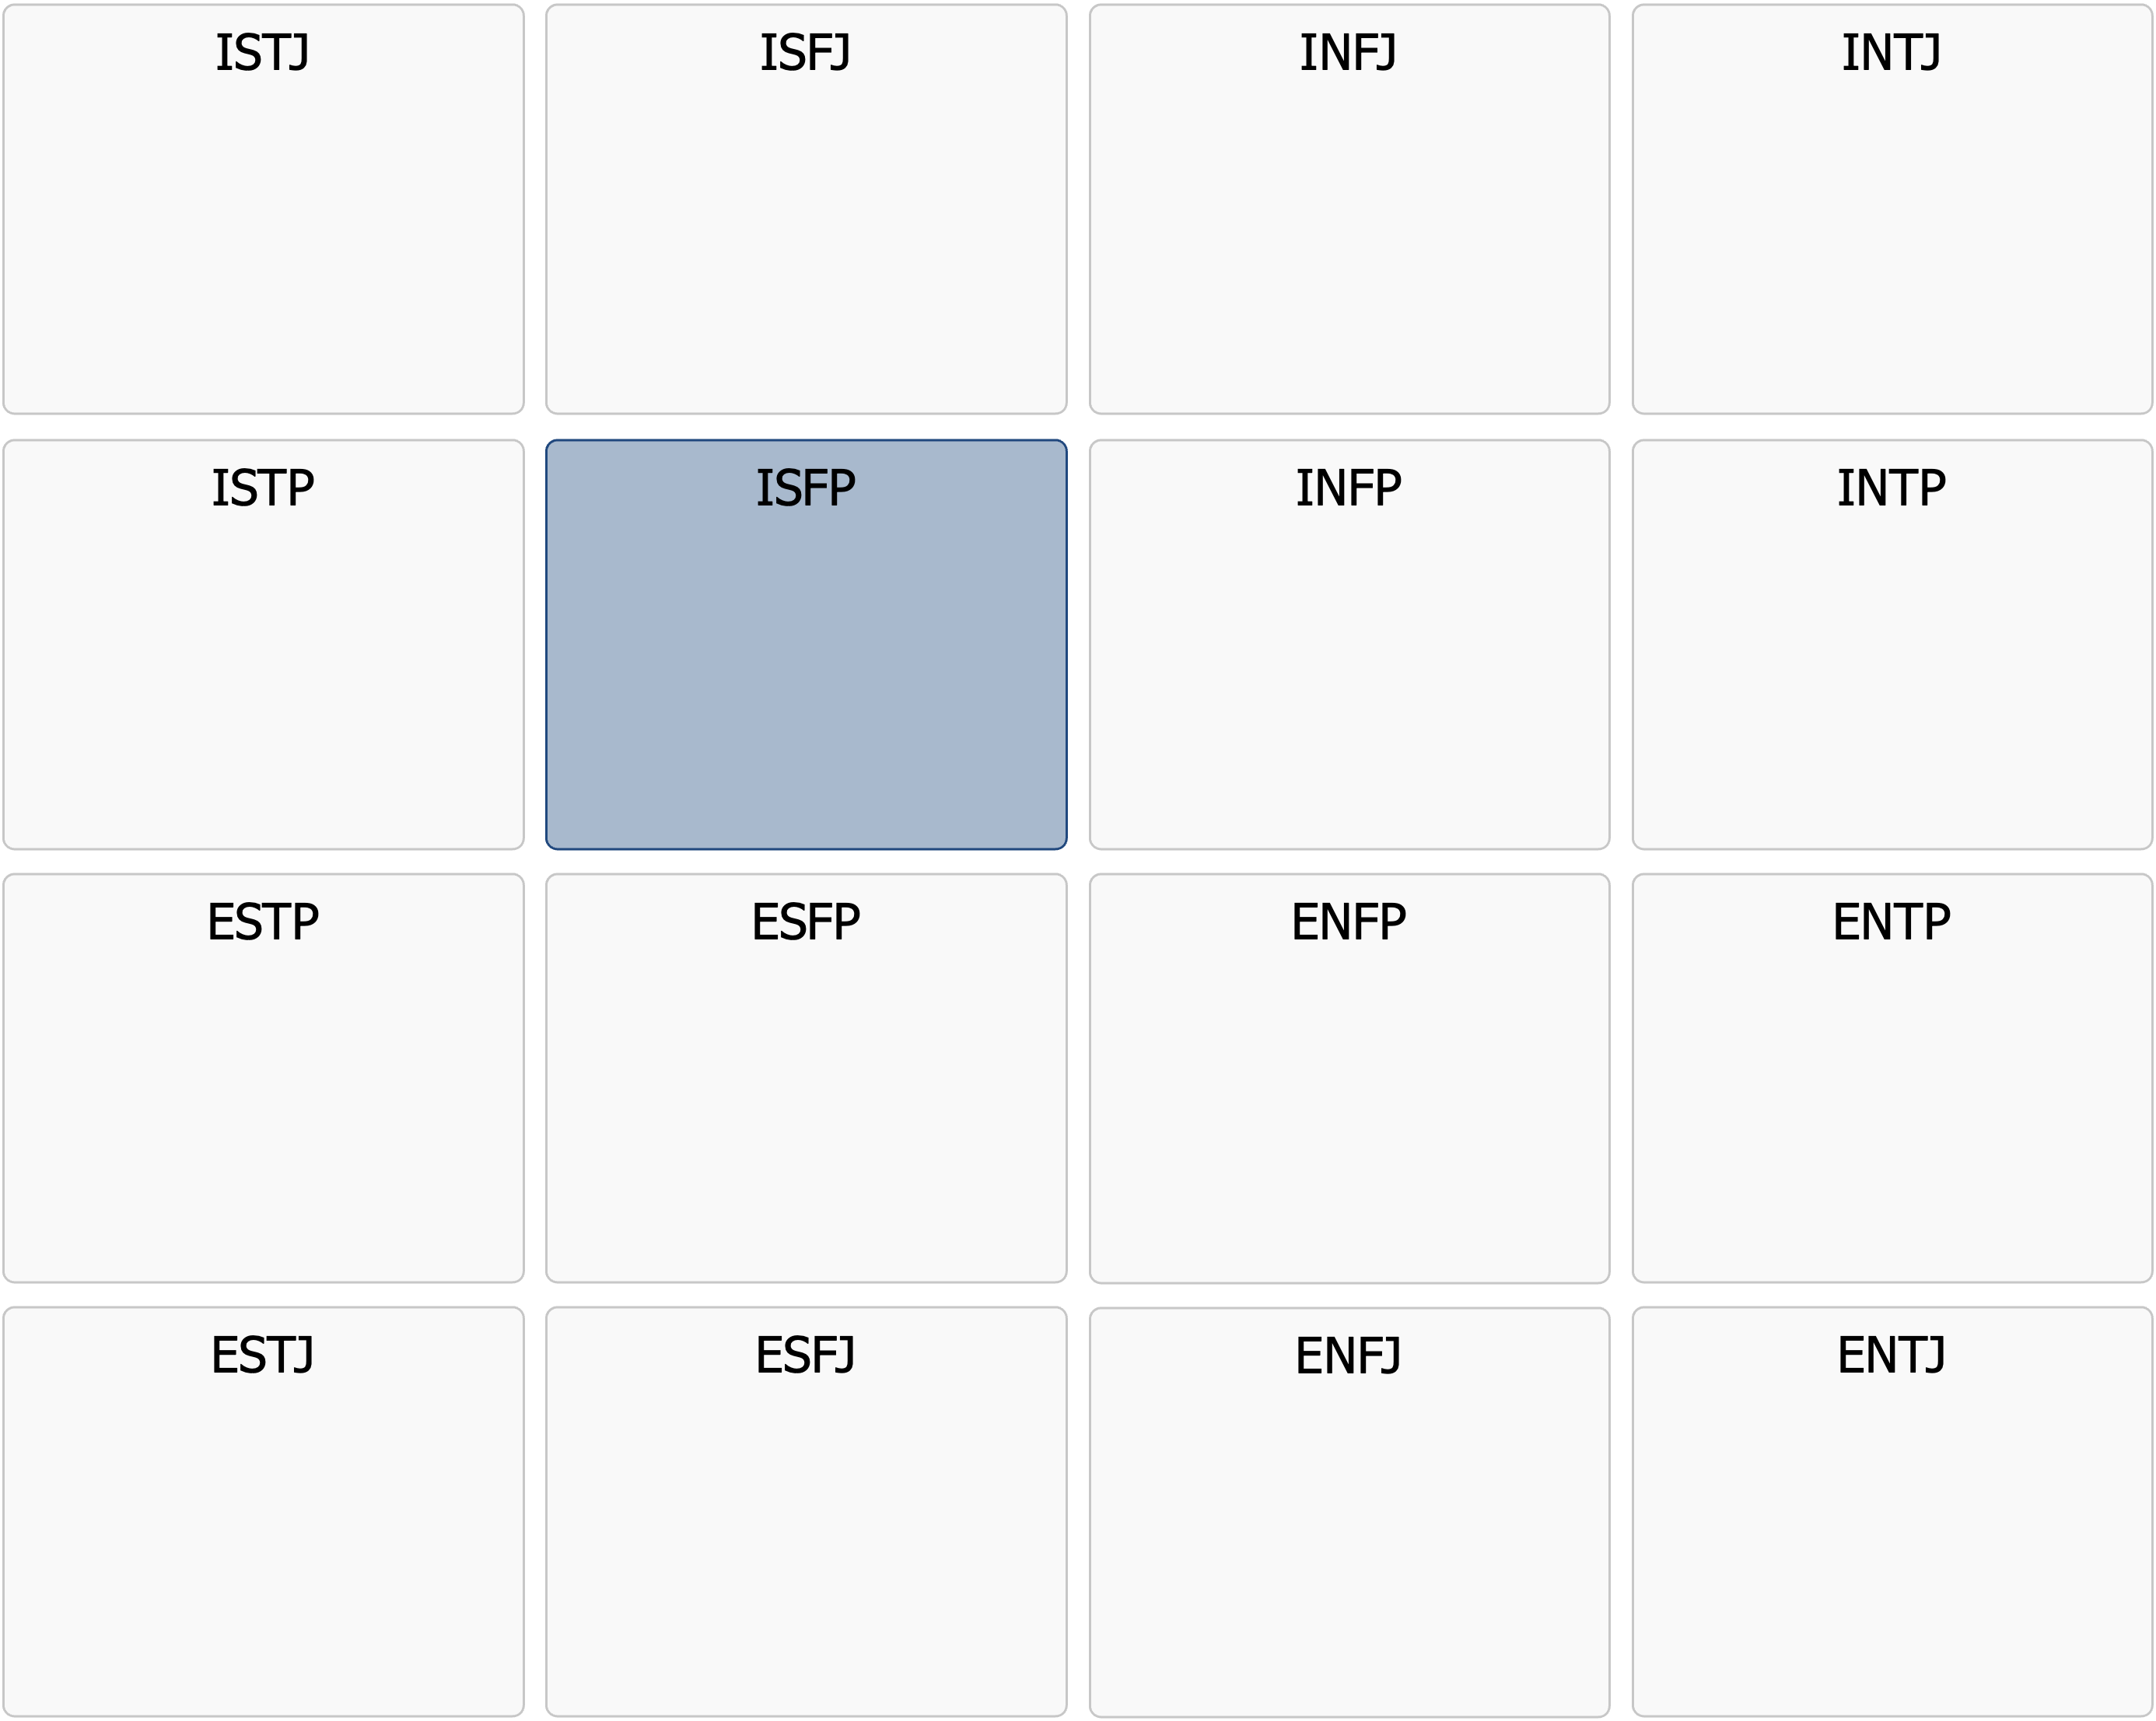 ISTJ ISFJ INFJ INTJ
ISTP ISFP INFP INTP
ESTP ESFP ENFP ENTP
ESTJ ESFJ ENFJ ENTJ